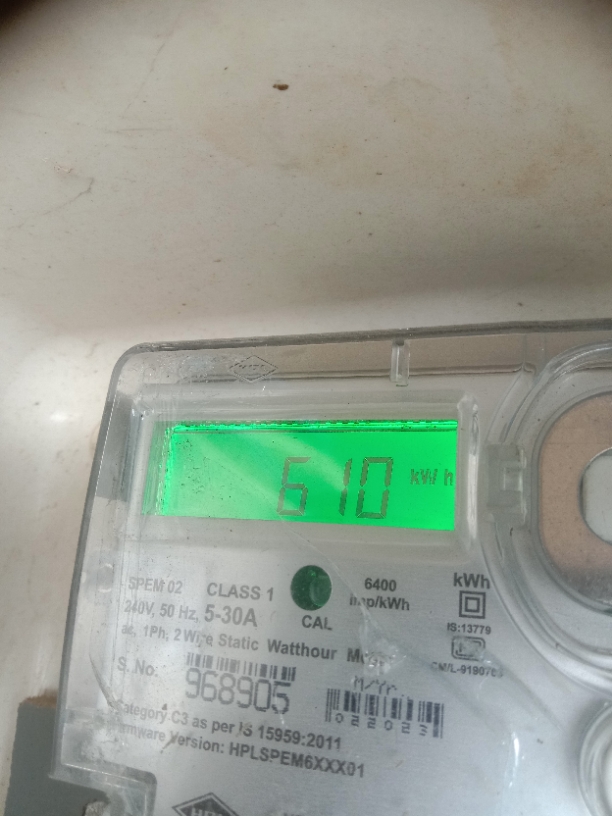 610 kW h
SPEM 02 CLASS 1 6400 imp/kWh kWh
240V, 50 Hz, 5-30A CAL IS:13779
ac, 1Ph, 2 Wire Static Watthour
S. No. 968905 M/Yr. 022023
Category C3 as per IS 15959:2011
Firmware Version: HPLSPEM6XXX01